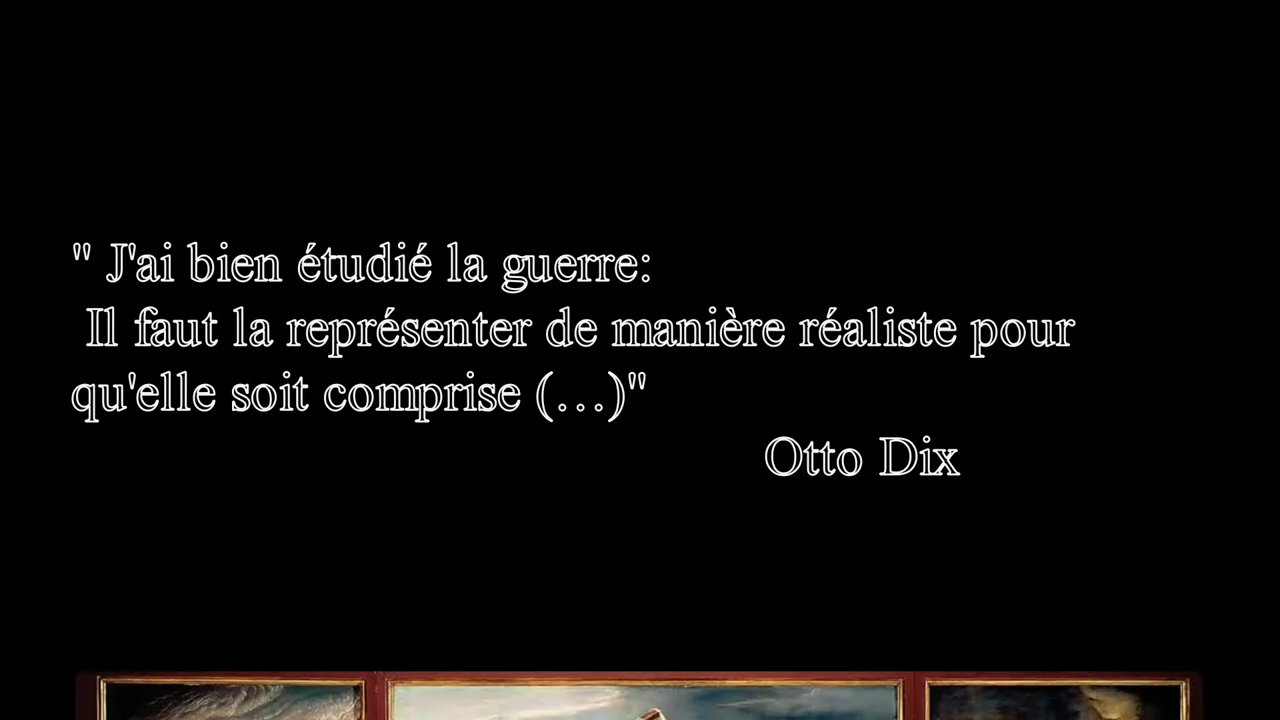 " J'ai bien étudié la guerre:
Il faut la représenter de manière réaliste pour
qu'elle soit comprise (...)"
Otto Dix